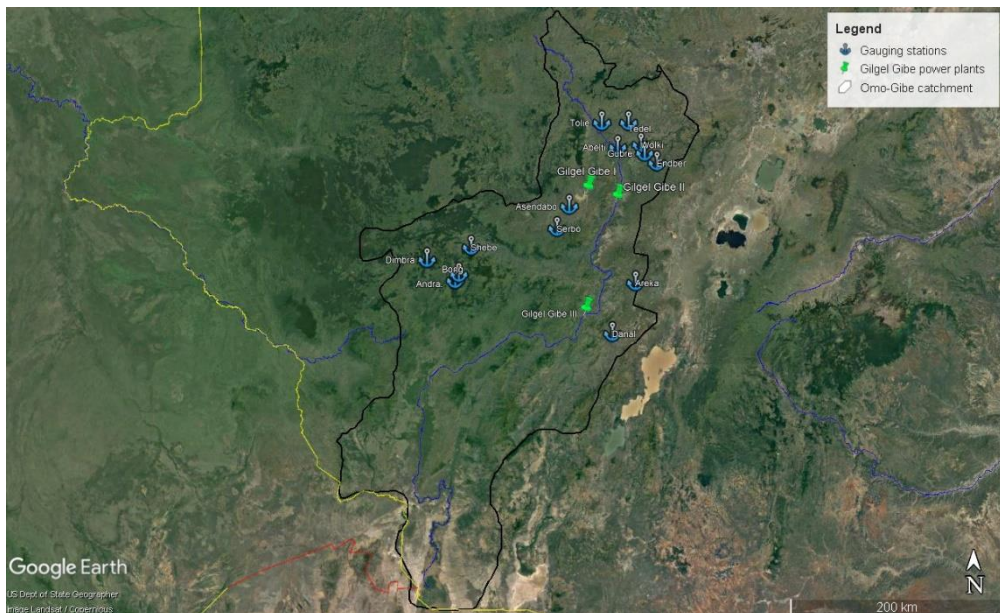 Legend
Gauging stations
Gilgel Gibe power plants
Omo-Gibe catchment
Tolie
Tedel
Abelti
Wolki
Gubre
Endber
Gilgel Gibe I
Gilgel Gibe II
Asendabo
Serbo
Shebe
Dimbra
Bong
Andra
Areka
Gilgel Gibe III
Danal
Google Earth
US Dept of State Geographer
Image Landsat / Copernicus
N
200 km